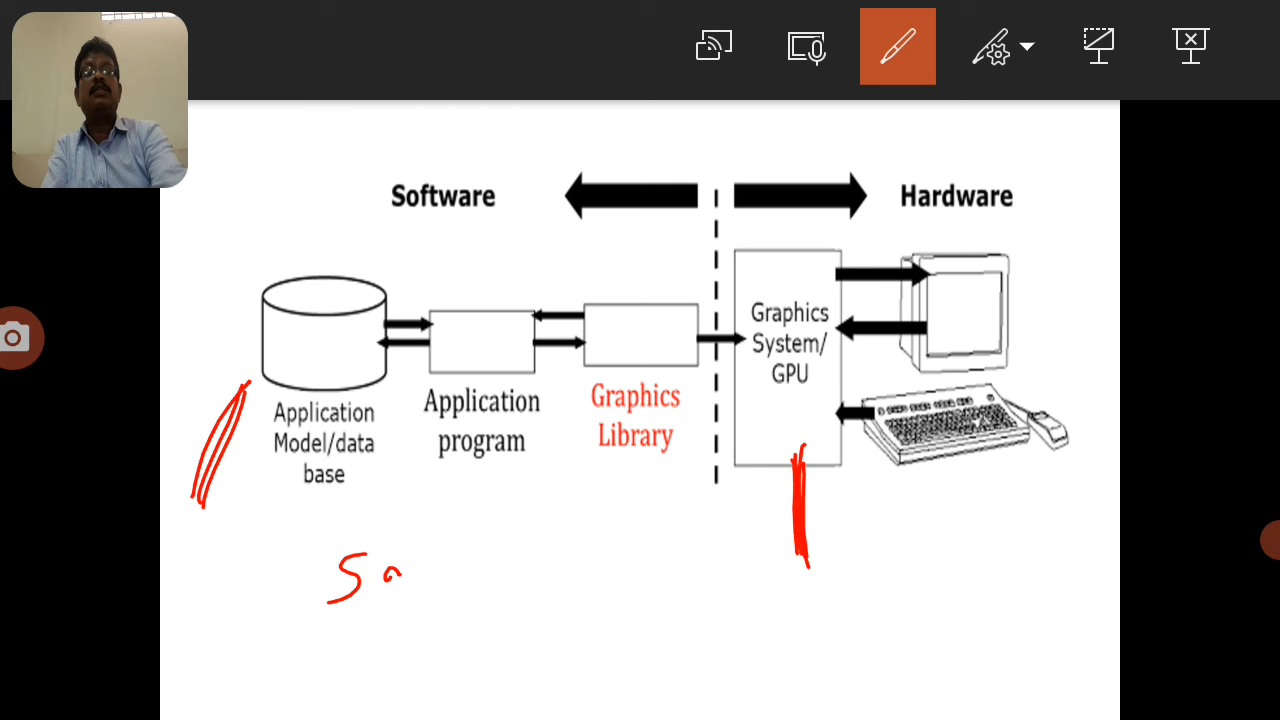 Software
Hardware
Application
Model/data
base
Application
program
Graphics
Library
Graphics
System/
GPU